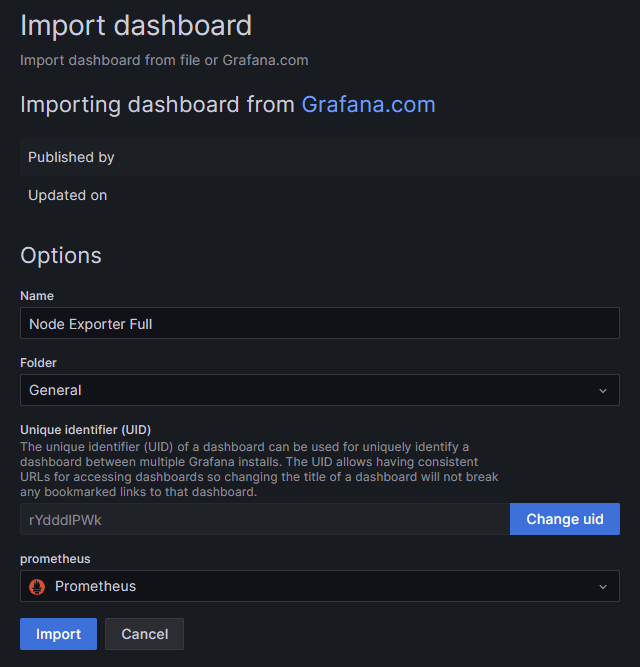 Import dashboard
Import dashboard from file or Grafana.com
Importing dashboard from Grafana.com
Published by
Updated on
Options
Name
Node Exporter Full
Folder
General
Unique identifier (UID)
The unique identifier (UID) of a dashboard can be used for uniquely identify a
dashboard between multiple Grafana installs. The UID allows having consistent
URLs for accessing dashboards so changing the title of a dashboard will not break
any bookmarked links to that dashboard.
rYdddlPWk
Change uid
prometheus
Prometheus
Import
Cancel